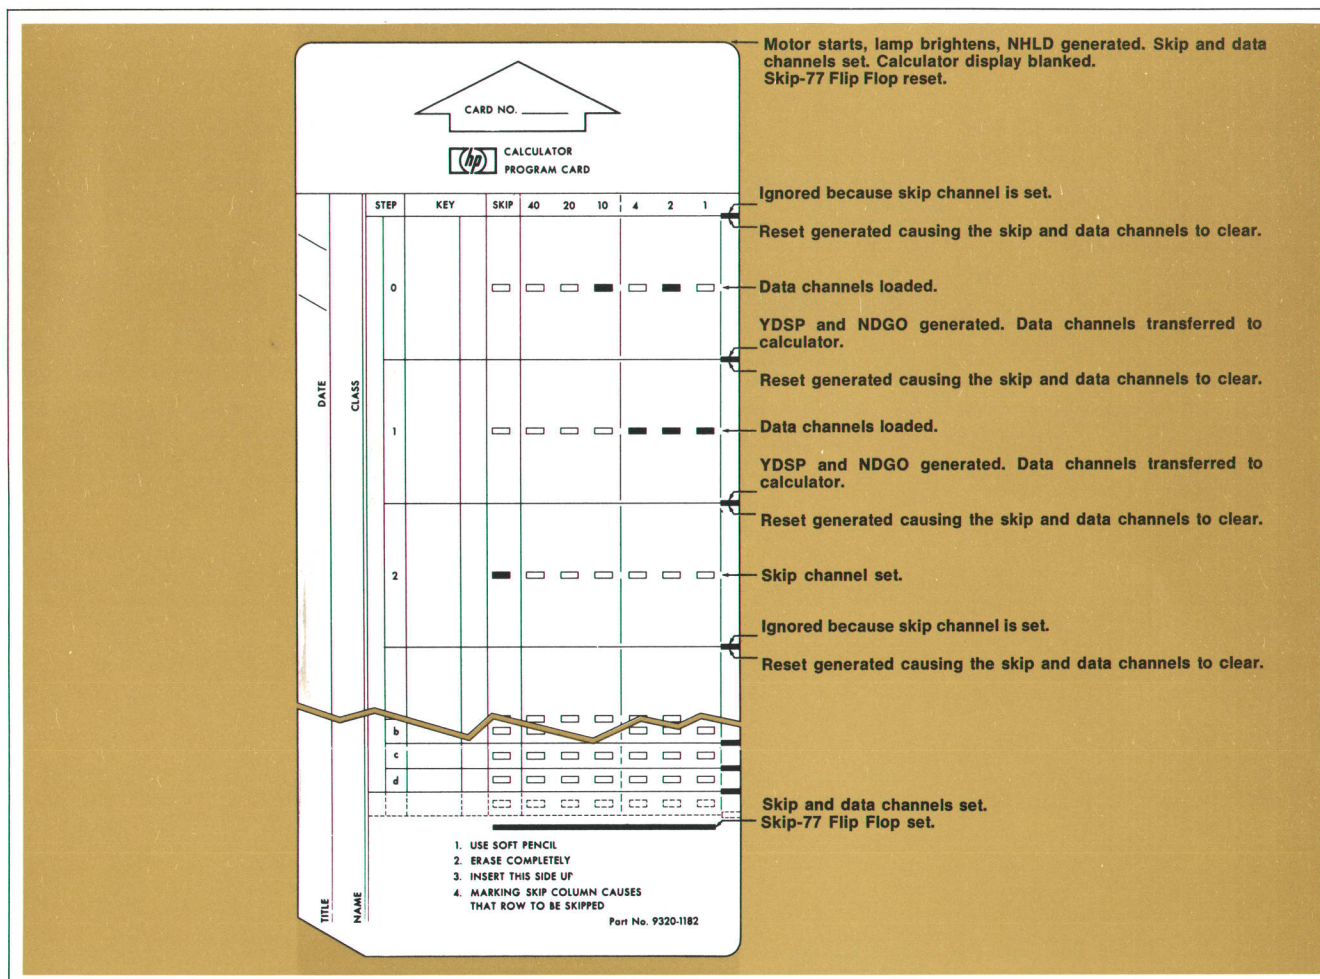 Motor starts, lamp brightens, NHLD generated. Skip and data
channels set. Calculator display blanked.
Skip-77 Flip Flop reset.
CARD NO. ______
hp
CALCULATOR
PROGRAM CARD
STEP KEY SKIP 40 20 10 4 2 1
Ignored because skip channel is set.
Reset generated causing the skip and data channels to clear.
0
Data channels loaded.
YDSP and NDGO generated. Data channels transferred to
calculator.
Reset generated causing the skip and data channels to clear.
DATE
CLASS
1
Data channels loaded.
YDSP and NDGO generated. Data channels transferred to
calculator.
Reset generated causing the skip and data channels to clear.
2
Skip channel set.
Ignored because skip channel is set.
Reset generated causing the skip and data channels to clear.
b
c
d
Skip and data channels set.
Skip-77 Flip Flop set.
1. USE SOFT PENCIL
2. ERASE COMPLETELY
3. INSERT THIS SIDE UP
4. MARKING SKIP COLUMN CAUSES
THAT ROW TO BE SKIPPED
Part No. 9320-1182
TITLE
NAME